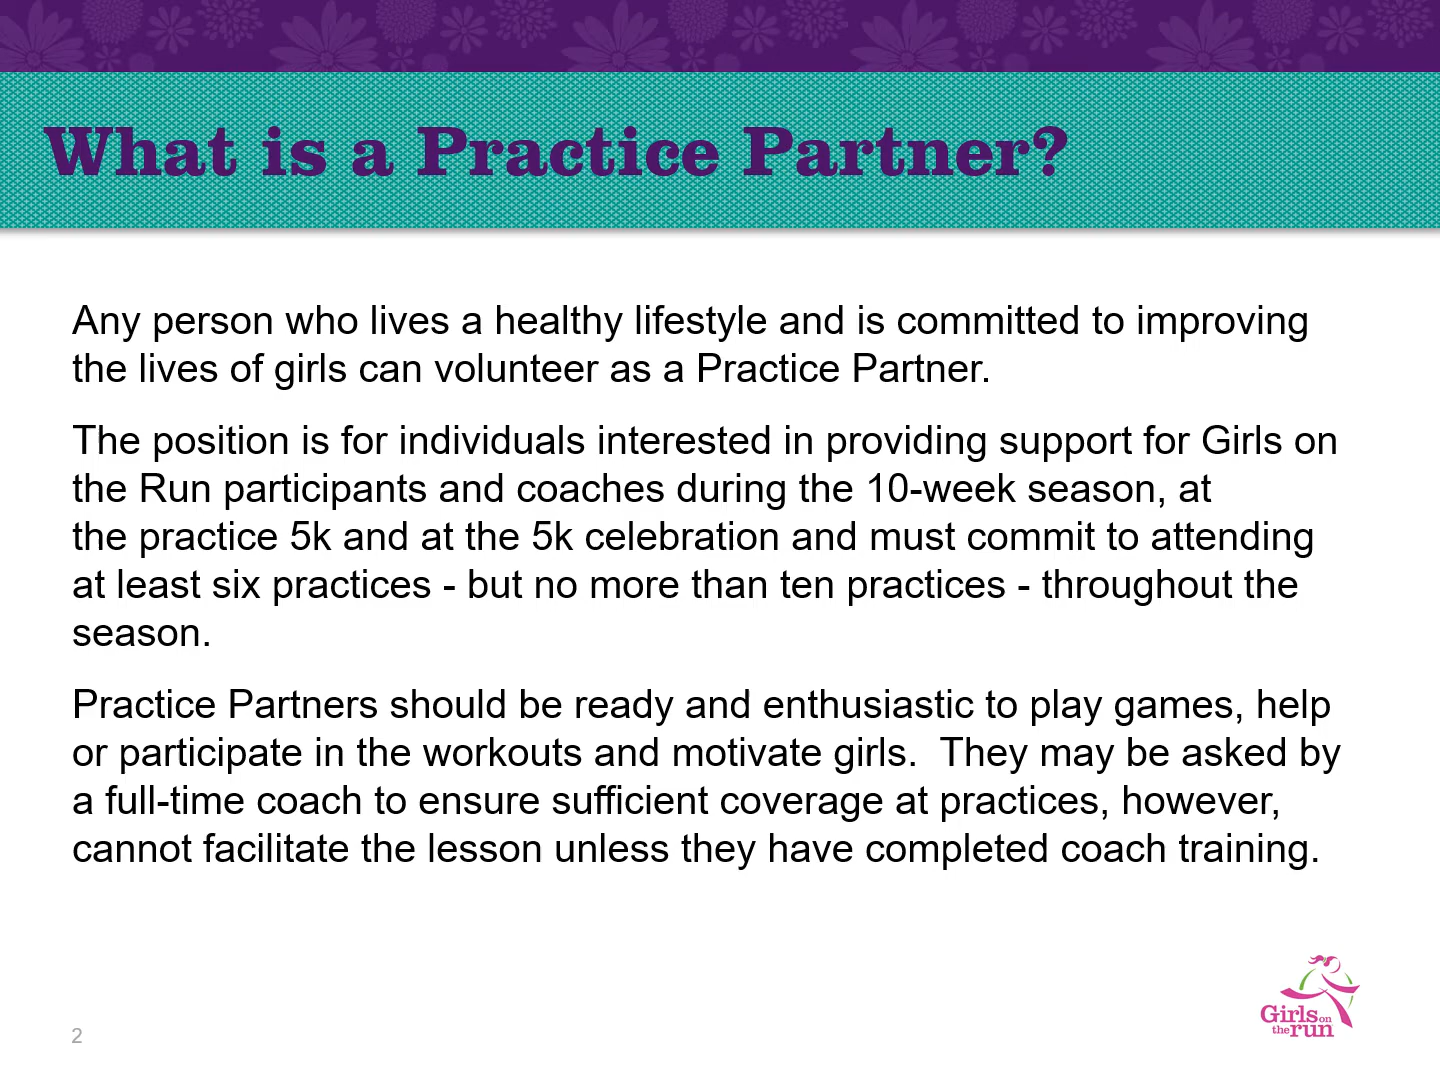 What is a Practice Partner?
Any person who lives a healthy lifestyle and is committed to improving
the lives of girls can volunteer as a Practice Partner.
The position is for individuals interested in providing support for Girls on
the Run participants and coaches during the 10-week season, at
the practice 5k and at the 5k celebration and must commit to attending
at least six practices - but no more than ten practices - throughout the
season.
Practice Partners should be ready and enthusiastic to play games, help
or participate in the workouts and motivate girls.  They may be asked by
a full-time coach to ensure sufficient coverage at practices, however,
cannot facilitate the lesson unless they have completed coach training.
Girls on
the run
2